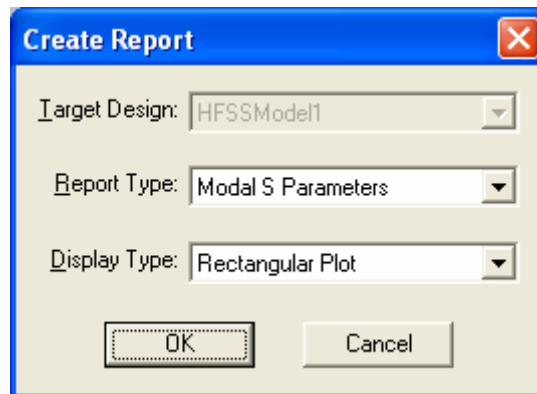 Create Report
Target Design: HFSSModel1
Report Type: Modal S Parameters
Display Type: Rectangular Plot
OK Cancel